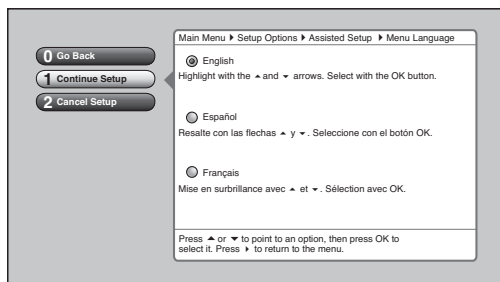 Main Menu ▶ Setup Options ▶ Assisted Setup ▶ Menu Language
0 Go Back
1 Continue Setup
2 Cancel Setup
English
Highlight with the ▲ and ▼ arrows. Select with the OK button.
Español
Resalte con las flechas ▲ y ▼. Seleccione con el botón OK.
Français
Mise en surbrillance avec ▲ et ▼. Sélection avec OK.
Press ▲ or ▼ to point to an option, then press OK to
select it. Press ▶ to return to the menu.